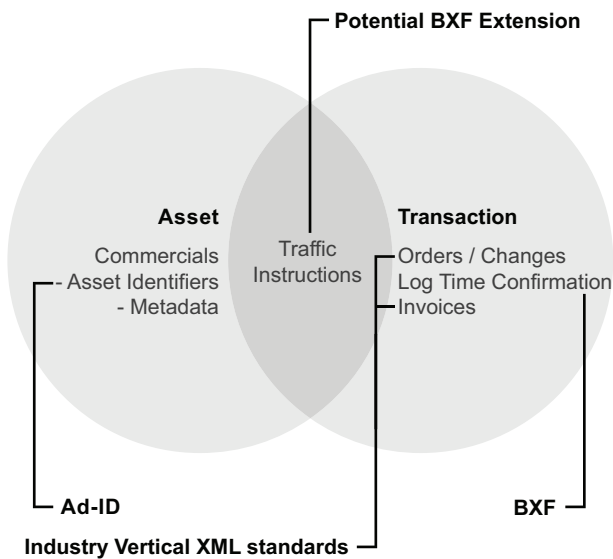 Potential BXF Extension
Asset
Commercials
- Asset Identifiers
- Metadata
Traffic
Instructions
Transaction
Orders / Changes
Log Time Confirmation
Invoices
Ad-ID
BXF
Industry Vertical XML standards